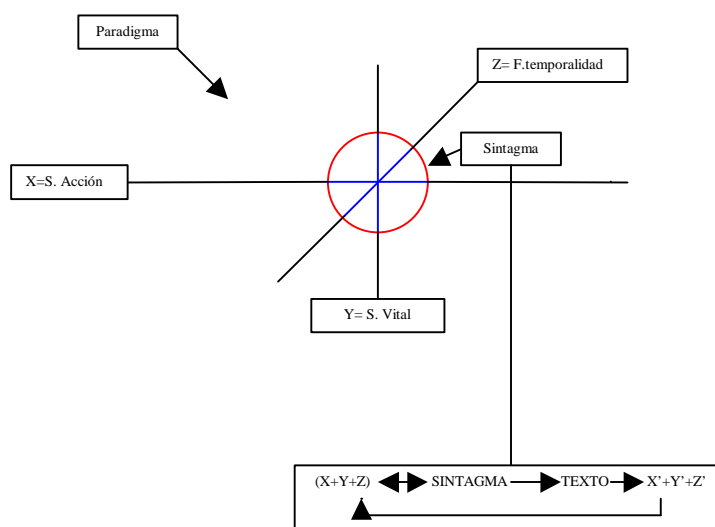 Paradigma
Z= F.temporalidad
Sintagma
X=S. Acción
Y= S. Vital
(X+Y+Z) SINTAGMA TEXTO X’+Y’+Z’